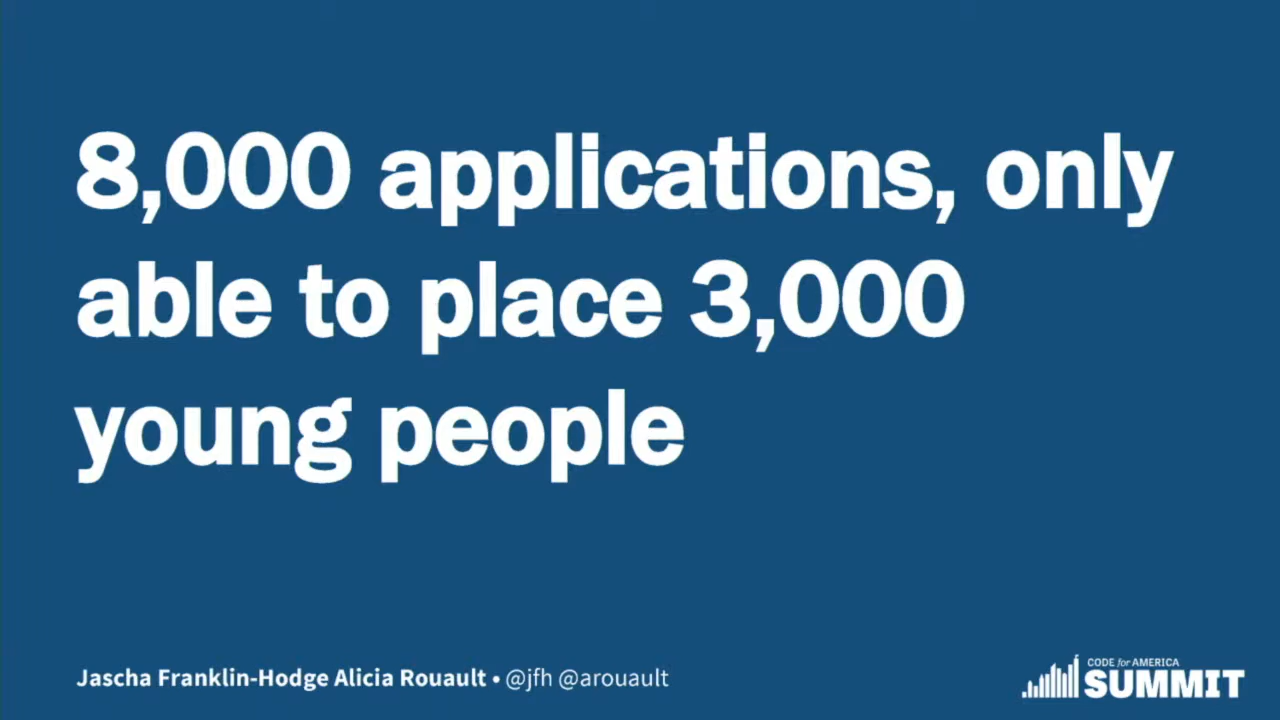 8,000 applications, only
able to place 3,000
young people
Jascha Franklin-Hodge Alicia Rouault • @jfh @arouault
CODE for AMERICA
SUMMIT